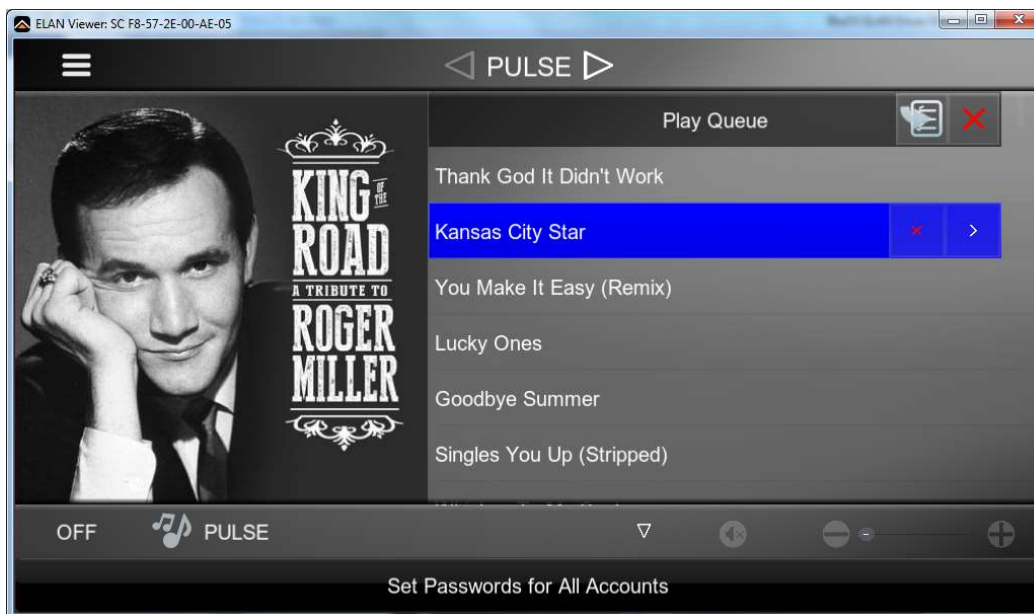 ELAN Viewer: SC F8-57-2E-00-AE-05
PULSE
KING OF THE
ROAD
A TRIBUTE TO
ROGER
MILLER
Play Queue
Thank God It Didn't Work
Kansas City Star
You Make It Easy (Remix)
Lucky Ones
Goodbye Summer
Singles You Up (Stripped)
OFF
PULSE
Set Passwords for All Accounts